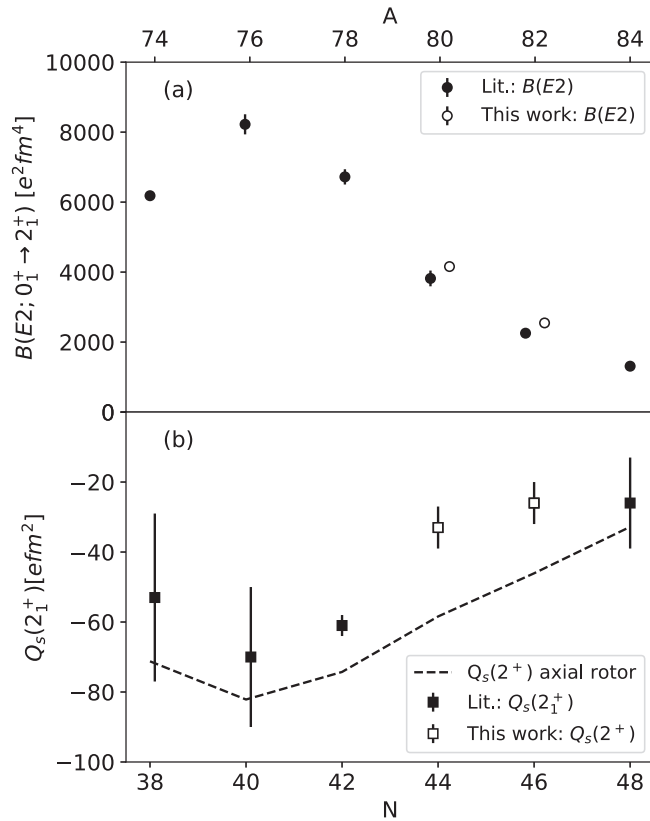 A
74 76 78 80 82 84
10000
(a)
Lit.: B(E2)
This work: B(E2)
8000
6000
4000
2000
0
B(E2; 0₁⁺ → 2₁⁺) [e²fm⁴]
(b)
−20
−40
−60
−80
−100
Qₛ(2₁⁺)[efm²]
Qₛ(2⁺) axial rotor
Lit.: Qₛ(2₁⁺)
This work: Qₛ(2⁺)
38 40 42 44 46 48
N